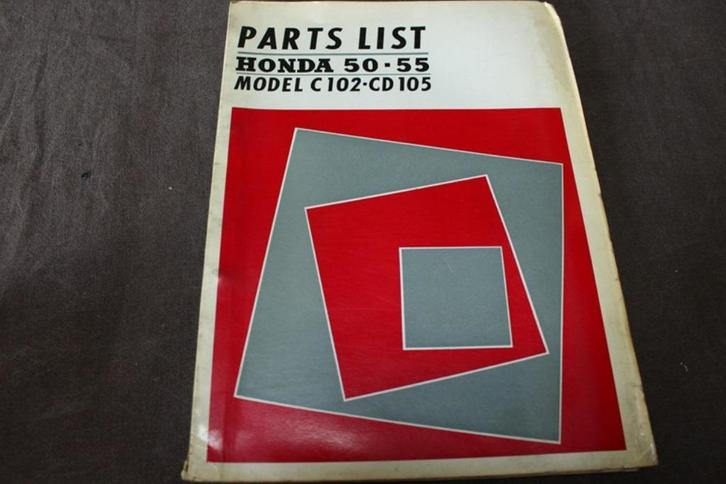 PARTS LIST
HONDA 50·55
MODEL C102·CD105